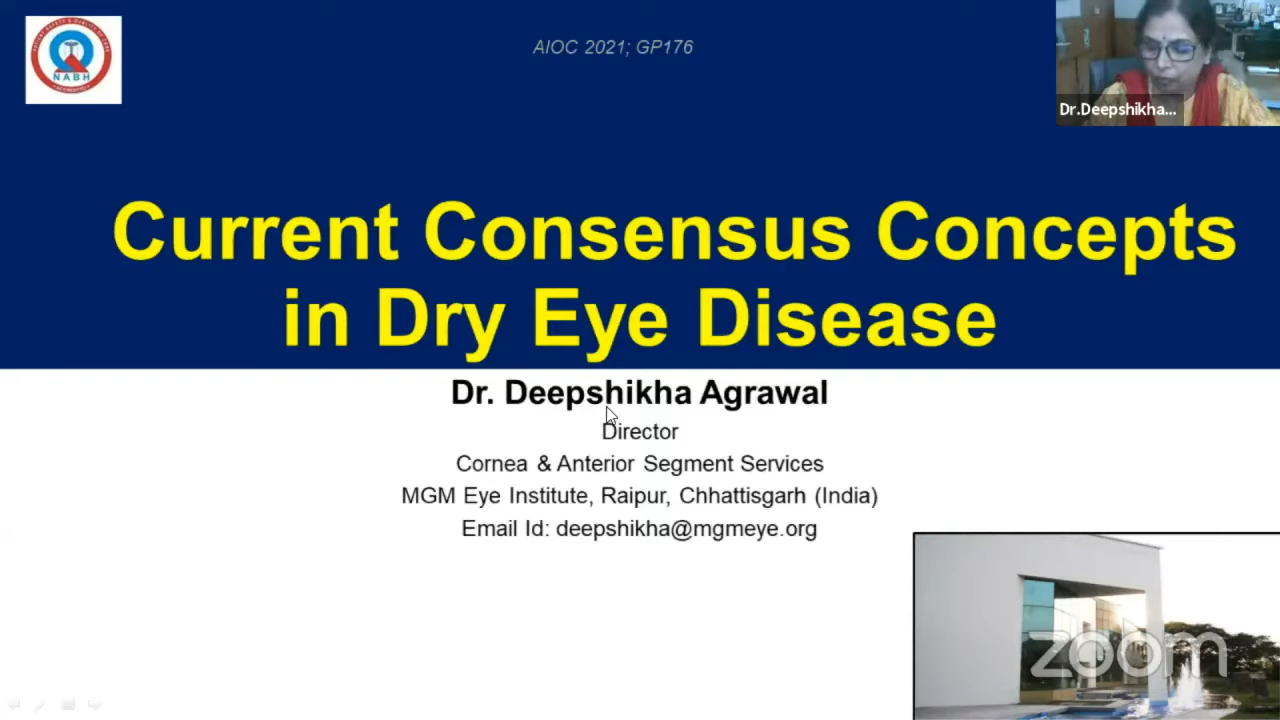 AIOC 2021; GP176
NABH
Dr.Deepshikha...
Current Consensus Concepts
in Dry Eye Disease
Dr. Deepshikha Agrawal
Director
Cornea & Anterior Segment Services
MGM Eye Institute, Raipur, Chhattisgarh (India)
Email Id: deepshikha@mgmeye.org
zoom